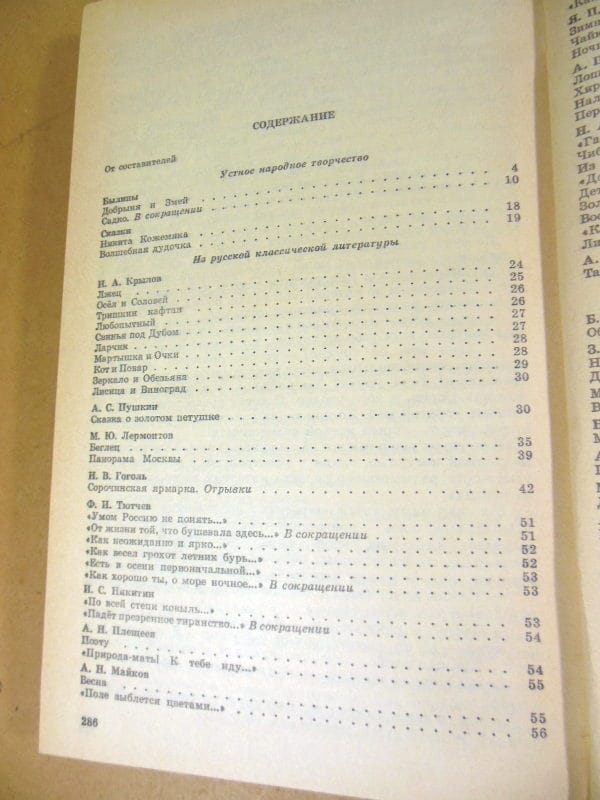 СОДЕРЖАНИЕ
От составителей
Устное народное творчество
Былины
Добрыня и Змей . . . . . . . . . . 4
Садко. В сокращении . . . . . . . . . . 10
Сказки
Никита Кожемяка . . . . . . . . . . 18
Волшебная дудочка . . . . . . . . . . 19
Из русской классической литературы
И. А. Крылов
Лжец . . . . . . . . . . 24
Осёл и Соловей . . . . . . . . . . 25
Тришкин кафтан . . . . . . . . . . 26
Любопытный . . . . . . . . . . 26
Свинья под Дубом . . . . . . . . . . 27
Ларчик . . . . . . . . . . 27
Мартышка и Очки . . . . . . . . . . 28
Кот и Повар . . . . . . . . . . 28
Зеркало и Обезьяна . . . . . . . . . . 29
Лисица и Виноград . . . . . . . . . . 30
А. С. Пушкин
Сказка о золотом петушке . . . . . . . . . . 30
М. Ю. Лермонтов
Беглец . . . . . . . . . . 35
Панорама Москвы . . . . . . . . . . 39
Н. В. Гоголь
Сорочинская ярмарка. Отрывки . . . . . . . . . . 42
Ф. И. Тютчев
«Умом Россию не понять...» . . . . . . . . . . 51
«От жизни той, что бушевала здесь...» В сокращении . . . . . . . . . . 51
«Как неожиданно и ярко...» . . . . . . . . . . 52
«Как весел грохот летних бурь...» . . . . . . . . . . 52
«Есть в осени первоначальной...» . . . . . . . . . . 53
«Как хорошо ты, о море ночное...» В сокращении . . . . . . . . . . 53
И. С. Никитин
«По всей степи ковыль...» . . . . . . . . . . 53
«Падёт презренное тиранство...» В сокращении . . . . . . . . . . 54
А. Н. Плещеев
Поэту . . . . . . . . . . 54
«Природа-мать! К тебе иду...» . . . . . . . . . . 55
А. Н. Майков
Весна . . . . . . . . . . 55
«Поле зыблется цветами...» . . . . . . . . . . 56
286